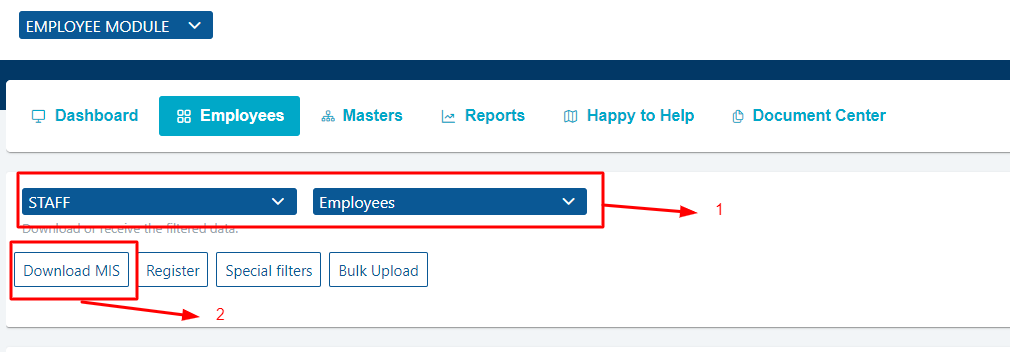 EMPLOYEE MODULE
Dashboard Employees Masters Reports Happy to Help Document Center
STAFF Employees 1
Download or receive the filtered data.
Download MIS Register Special filters Bulk Upload
2